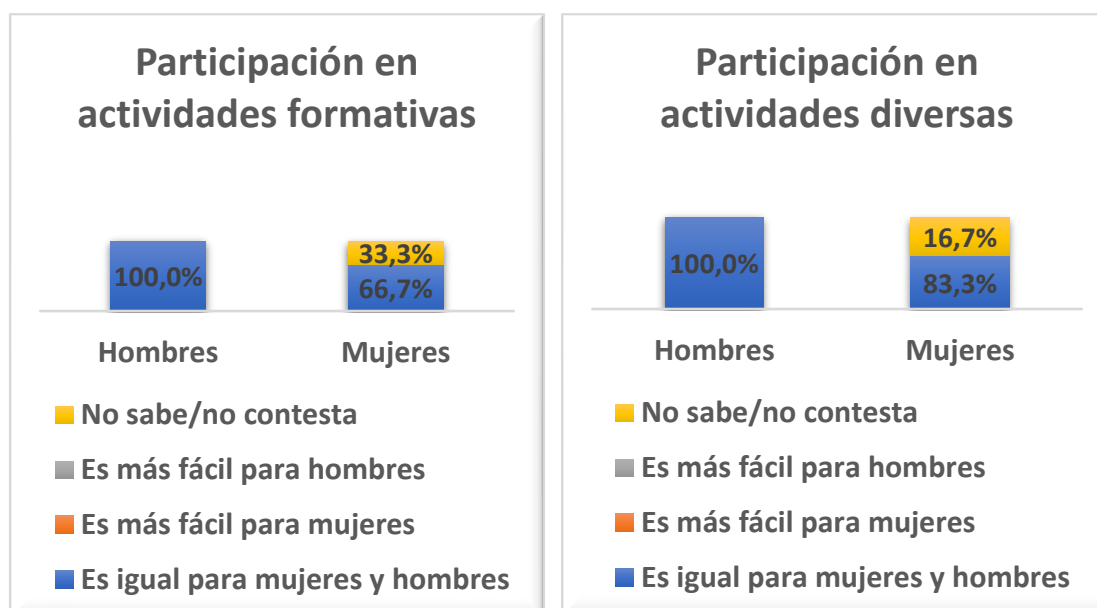 Participación en
actividades formativas
33,3%
100,0%
66,7%
Hombres
Mujeres
No sabe/no contesta
Es más fácil para hombres
Es más fácil para mujeres
Es igual para mujeres y hombres
Participación en
actividades diversas
16,7%
100,0%
83,3%
Hombres
Mujeres
No sabe/no contesta
Es más fácil para hombres
Es más fácil para mujeres
Es igual para mujeres y hombres